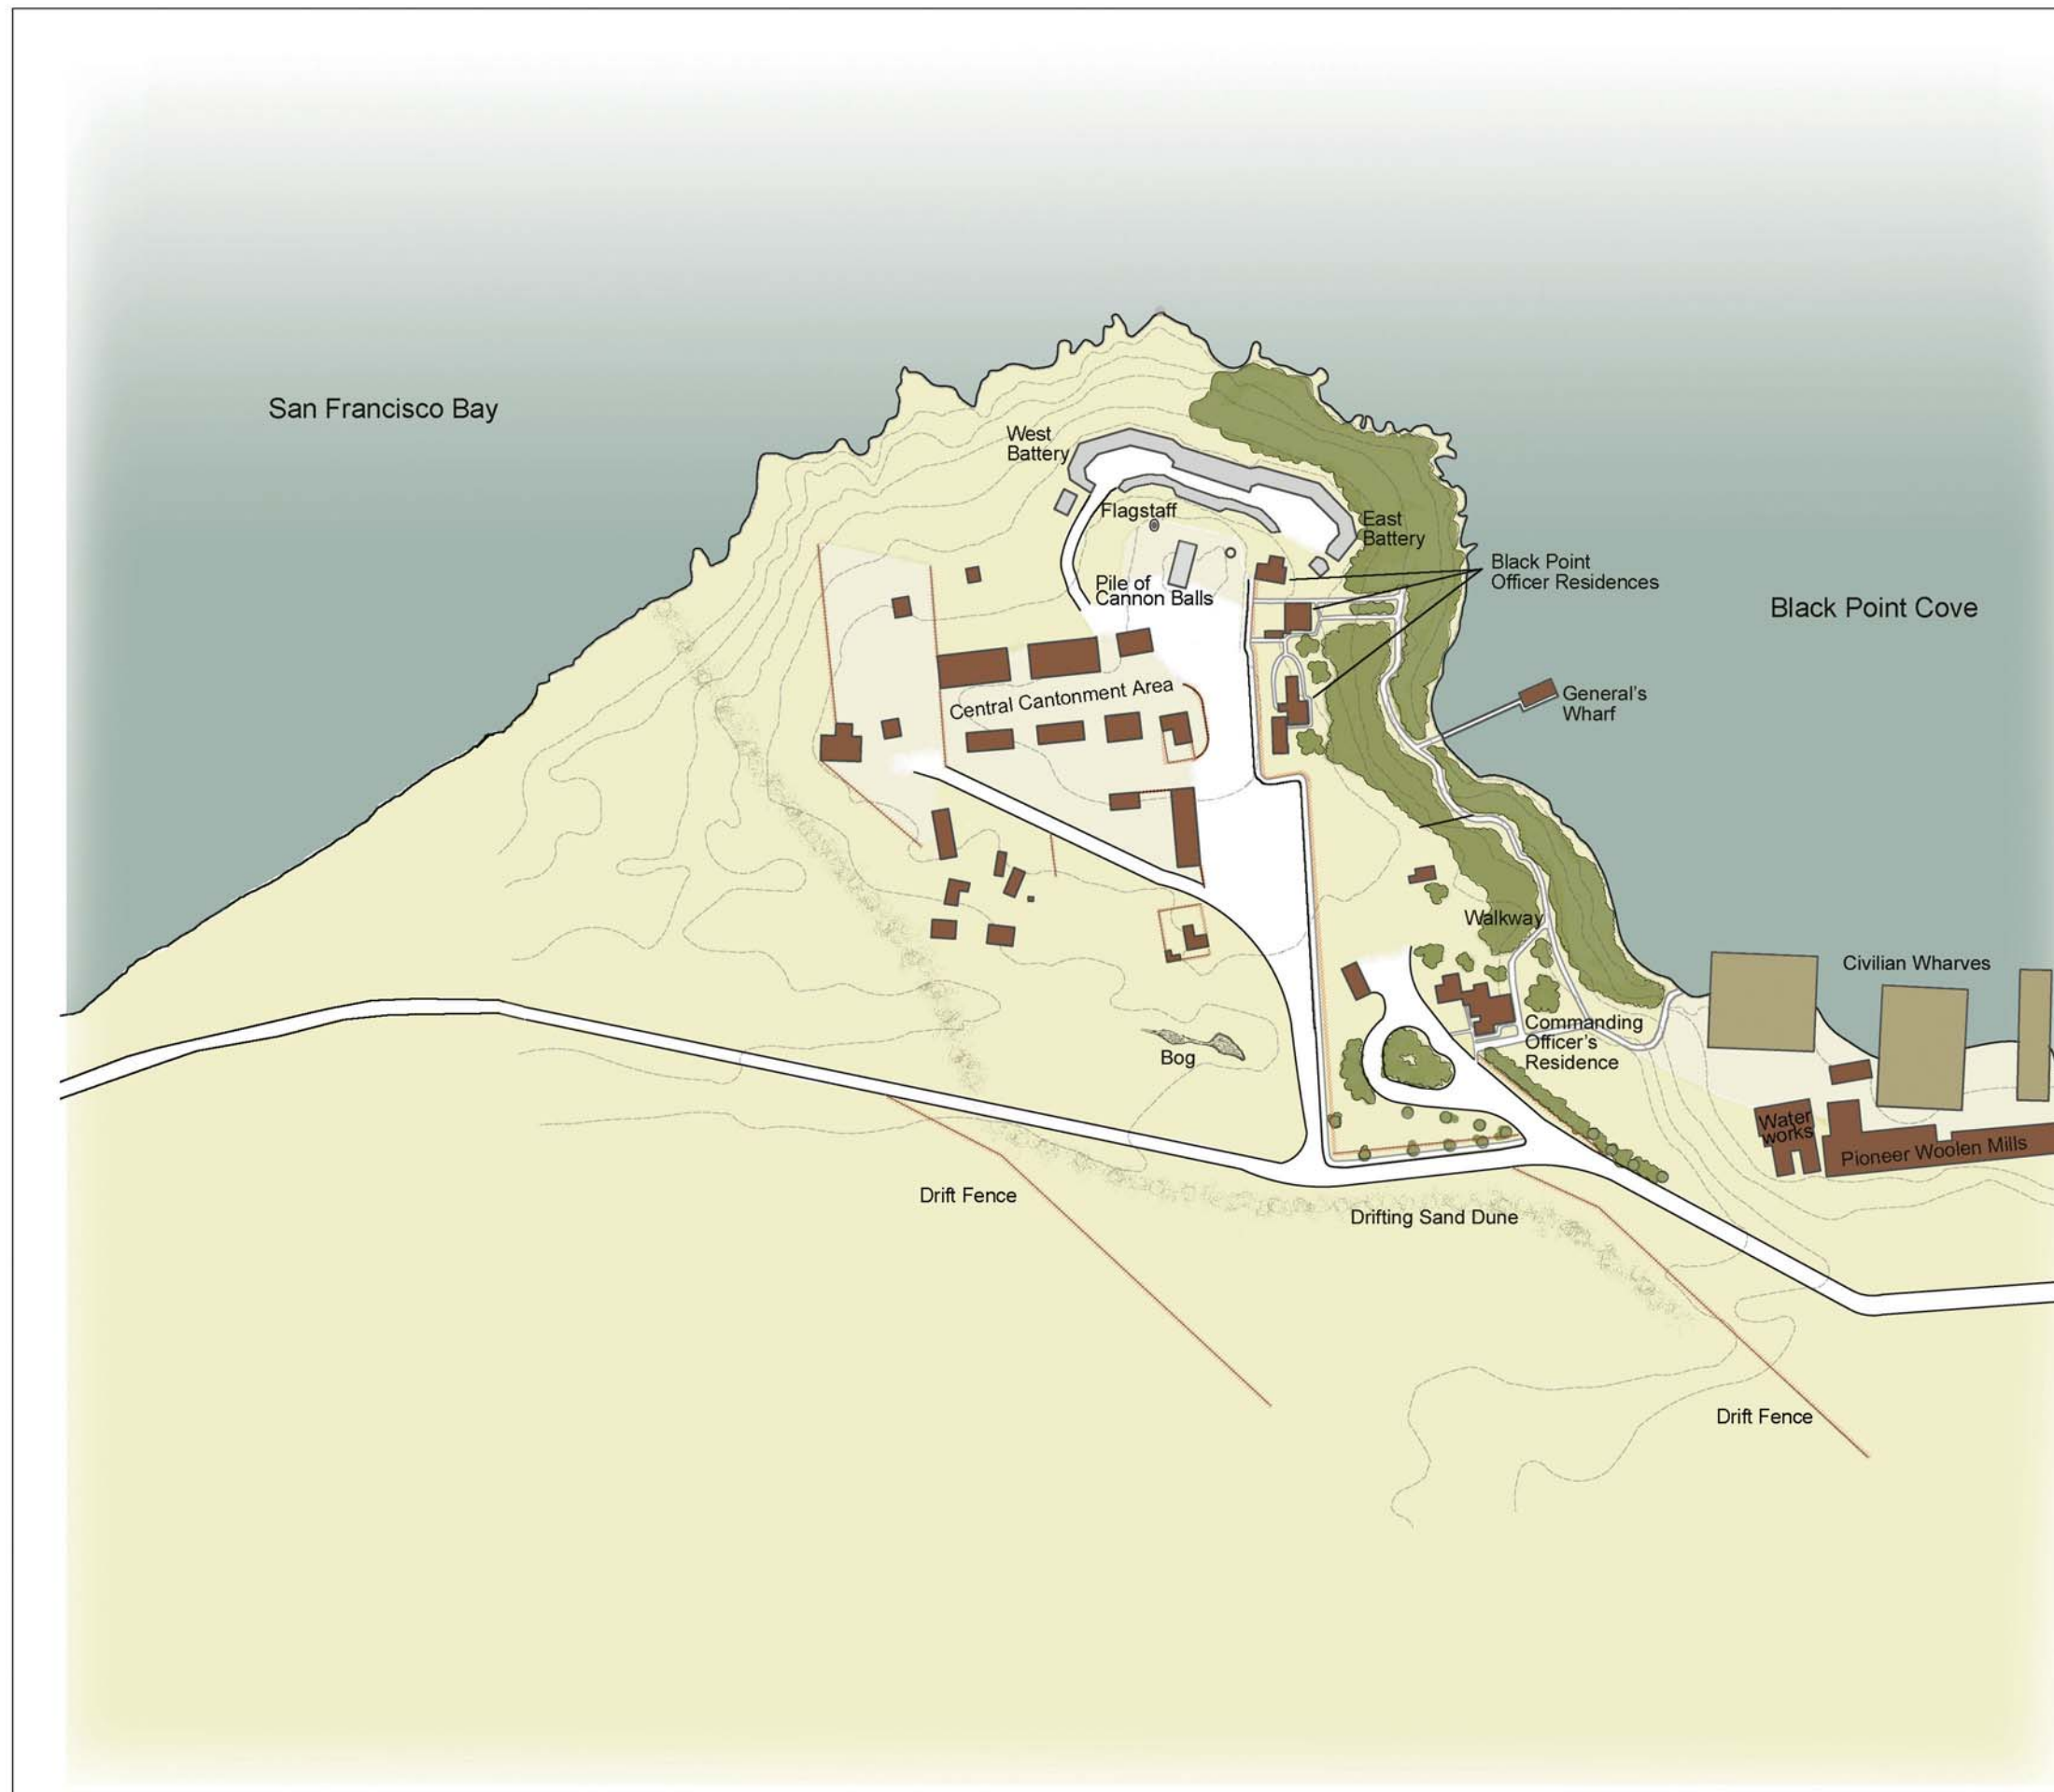 San Francisco Bay
West
Battery
Flagstaff
East
Battery
Black Point
Officer Residences
Pile of
Cannon Balls
Black Point Cove
Central Cantonment Area
General's
Wharf
Walkway
Civilian Wharves
Commanding
Officer's
Residence
Bog
Water
works
Pioneer Woolen Mills
Drift Fence
Drifting Sand Dune
Drift Fence